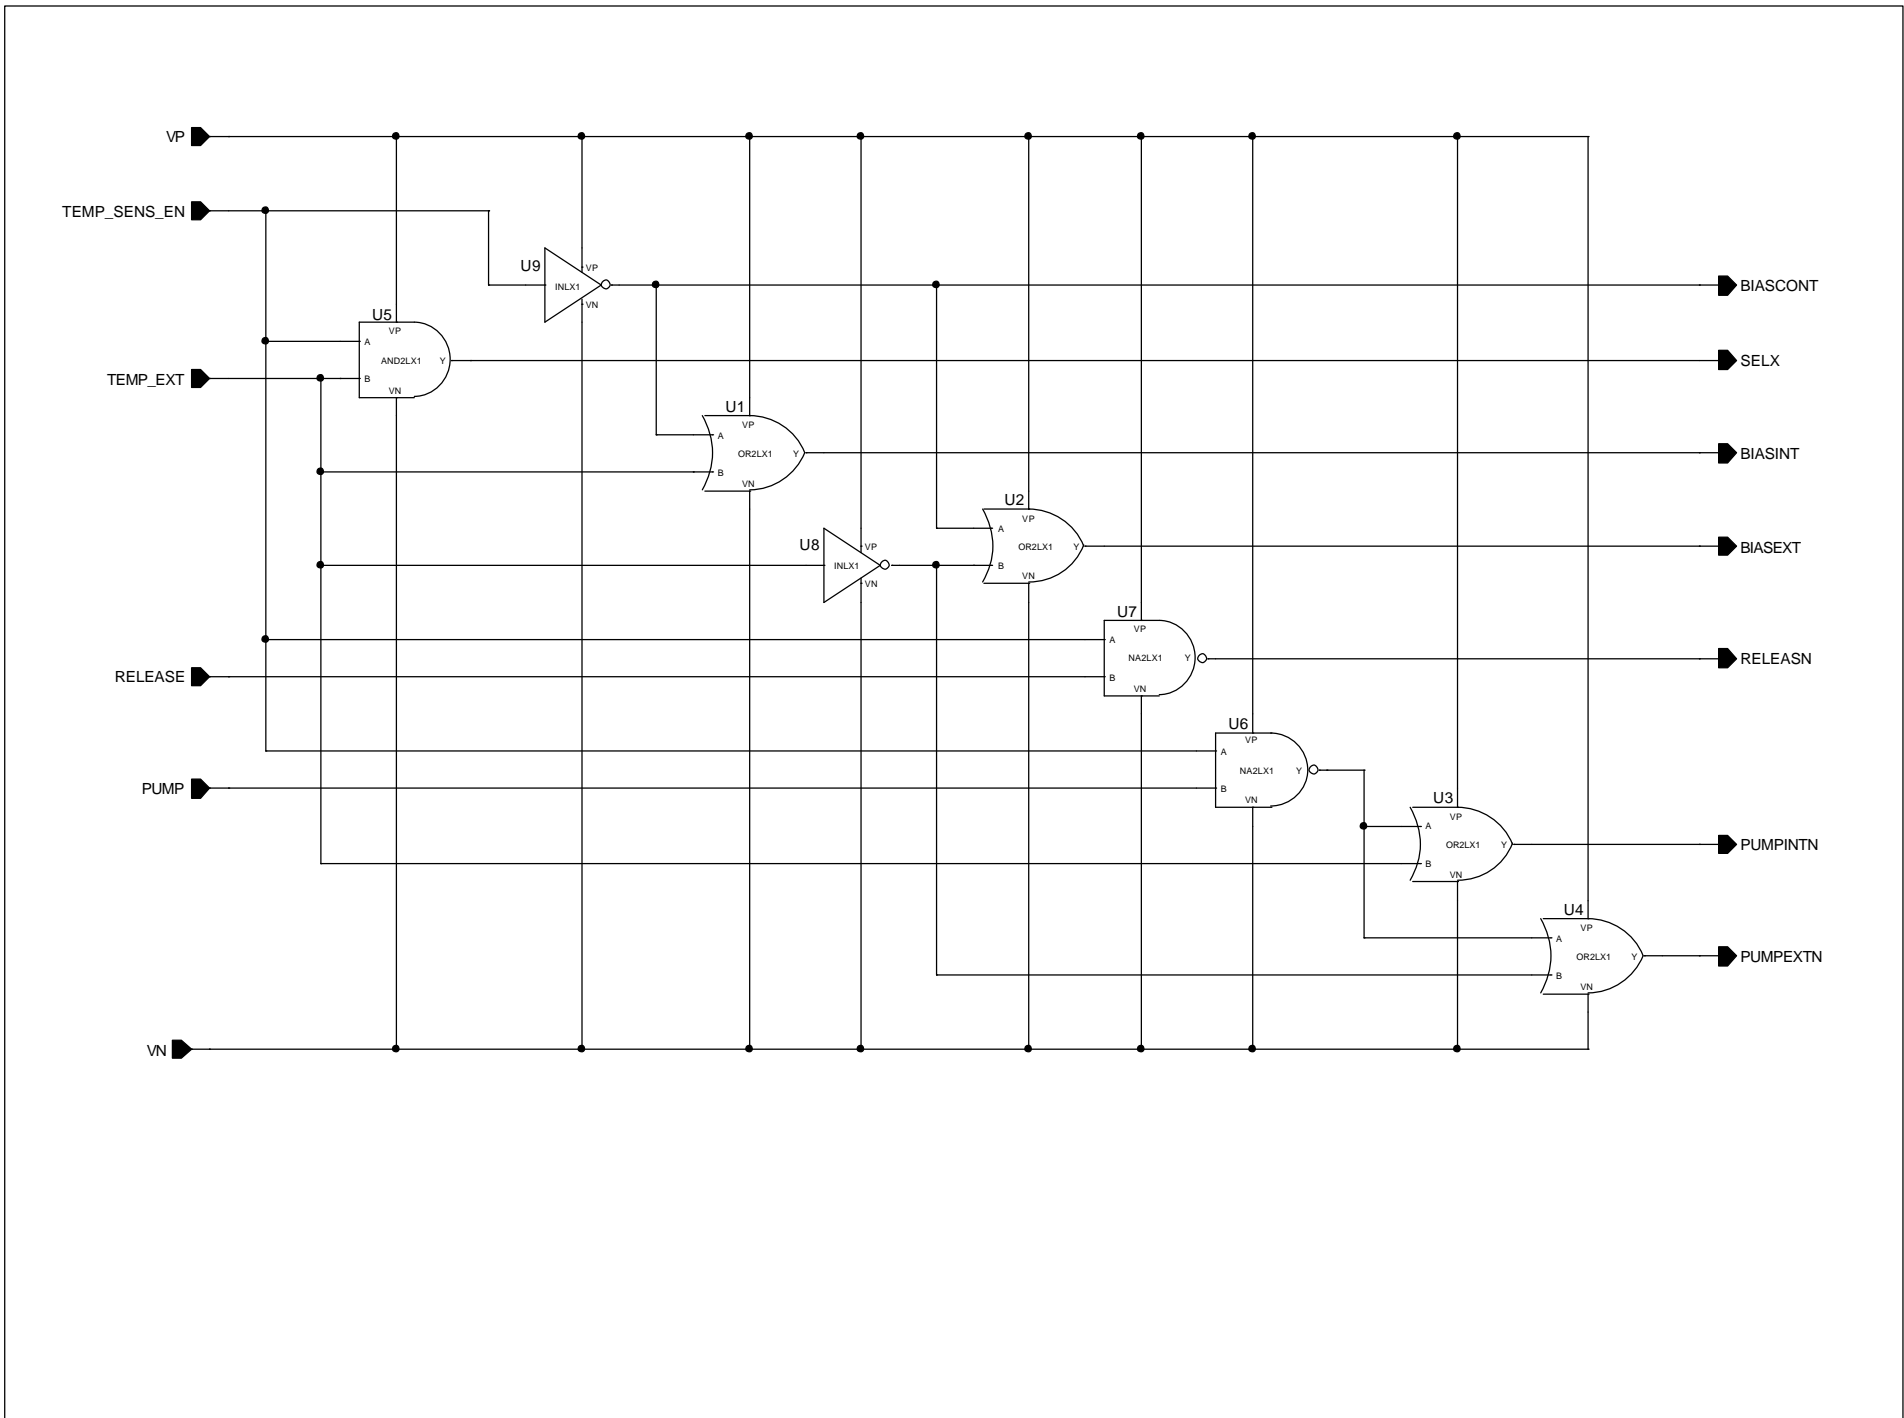 VP
TEMP_SENS_EN
U9
VP
INLX1
VN
BIASCONT
U5
VP
A
AND2LX1
Y
B
VN
SELX
TEMP_EXT
U1
VP
A
OR2LX1
Y
B
VN
BIASINT
U2
VP
A
OR2LX1
Y
B
VN
BIASEXT
U8
VP
INLX1
VN
U7
VP
A
NA2LX1
Y
B
VN
RELEASN
RELEASE
U6
VP
A
NA2LX1
Y
B
VN
PUMP
U3
VP
A
OR2LX1
Y
B
VN
PUMPINTN
U4
VP
A
OR2LX1
Y
B
VN
PUMPEXTN
VN